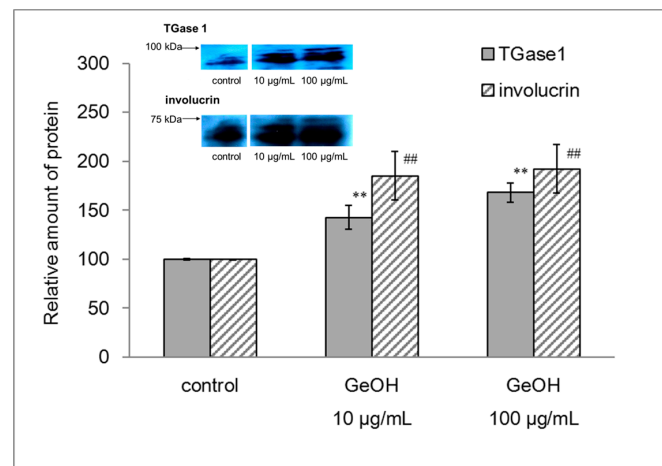 TGase 1
100 kDa
control 10 µg/mL 100 µg/mL
involucrin
75 kDa
control 10 µg/mL 100 µg/mL
TGase1
involucrin
Relative amount of protein
300
250
200
150
100
50
0
** ## ** ##
control GeOH GeOH
10 µg/mL 100 µg/mL